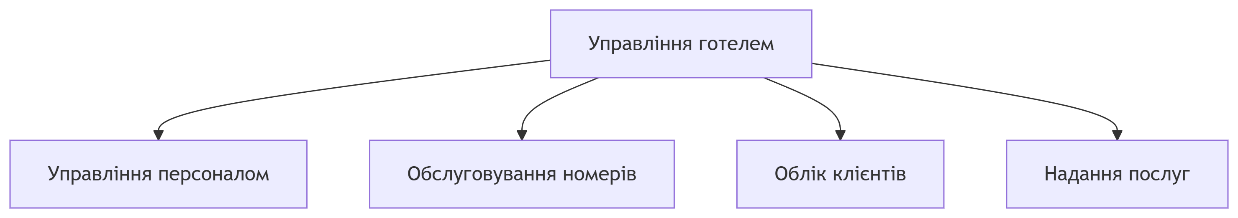 Управління готелем
Управління персоналом
Обслуговування номерів
Облік клієнтів
Надання послуг